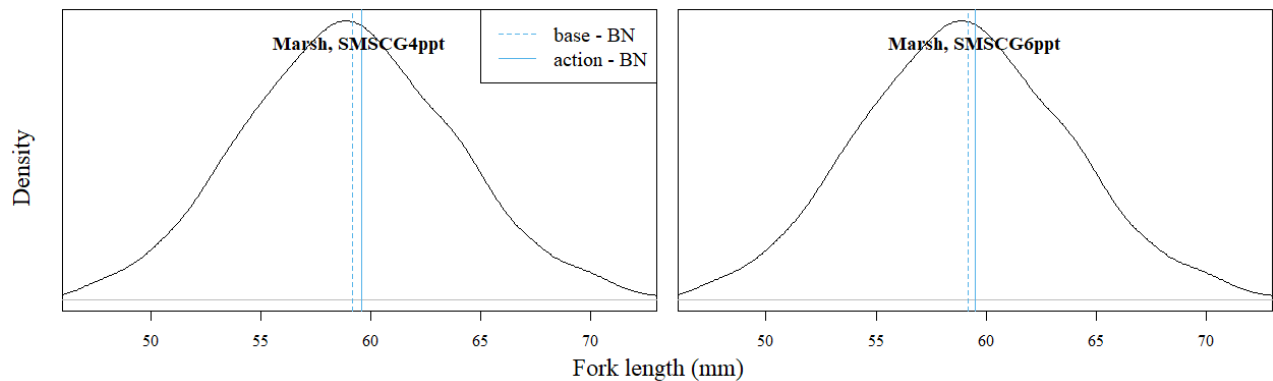 Marsh, SMSCG4ppt
base - BN
action - BN
Marsh, SMSCG6ppt
Density
50 55 60 65 70
50 55 60 65 70
Fork length (mm)